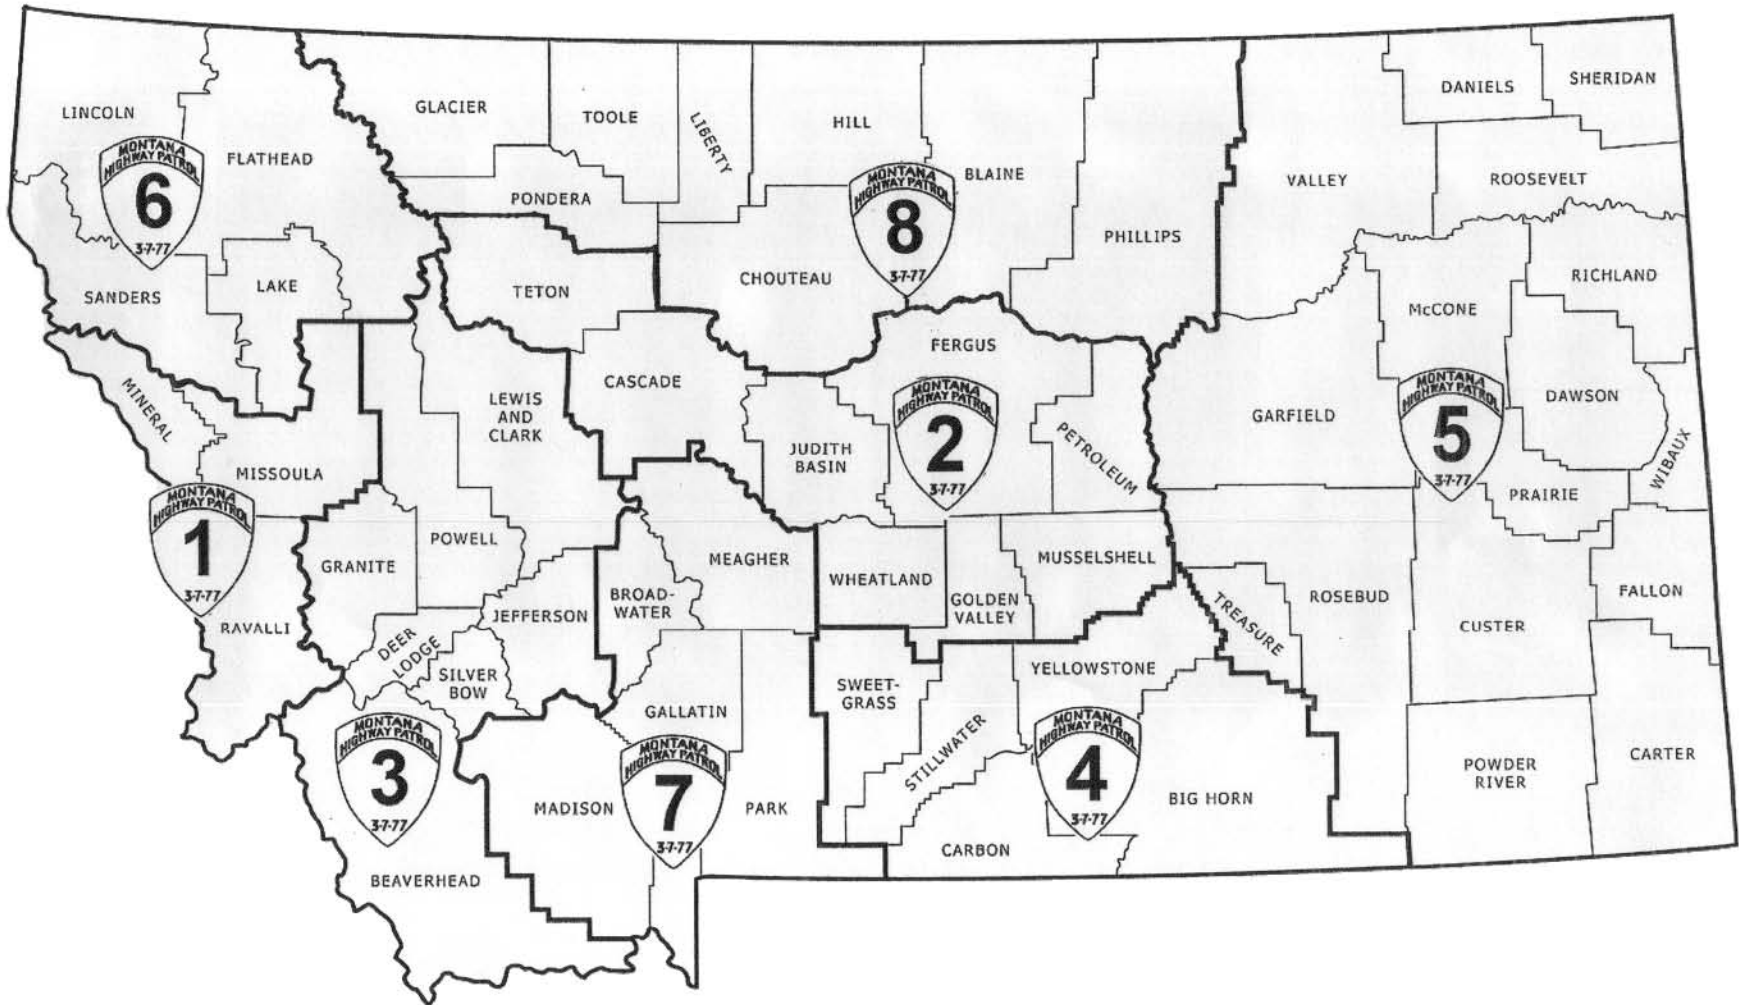 LINCOLN
FLATHEAD
GLACIER
TOOLE
LIBERTY
HILL
BLAINE
PHILLIPS
VALLEY
DANIELS
SHERIDAN
ROOSEVELT
MONTANA
HIGHWAY PATROL
6
3-7-77
PONDERA
MONTANA
HIGHWAY PATROL
8
3-7-77
SANDERS
LAKE
TETON
CHOUTEAU
RICHLAND
McCONE
FERGUS
CASCADE
MINERAL
LEWIS
AND
CLARK
JUDITH
BASIN
MONTANA
HIGHWAY PATROL
2
3-7-77
PETROLEUM
GARFIELD
MONTANA
HIGHWAY PATROL
5
3-7-77
DAWSON
WIBAUX
PRAIRIE
MISSOULA
MONTANA
HIGHWAY PATROL
1
3-7-77
GRANITE
POWELL
MEAGHER
WHEATLAND
MUSSELSHELL
GOLDEN
VALLEY
TREASURE
ROSEBUD
CUSTER
FALLON
RAVALLI
DEER
LODGE
JEFFERSON
BROAD-
WATER
SILVER
BOW
GALLATIN
SWEET-
GRASS
YELLOWSTONE
STILLWATER
MONTANA
HIGHWAY PATROL
3
3-7-77
MADISON
MONTANA
HIGHWAY PATROL
7
3-7-77
PARK
MONTANA
HIGHWAY PATROL
4
3-7-77
BIG HORN
POWDER
RIVER
CARTER
CARBON
BEAVERHEAD